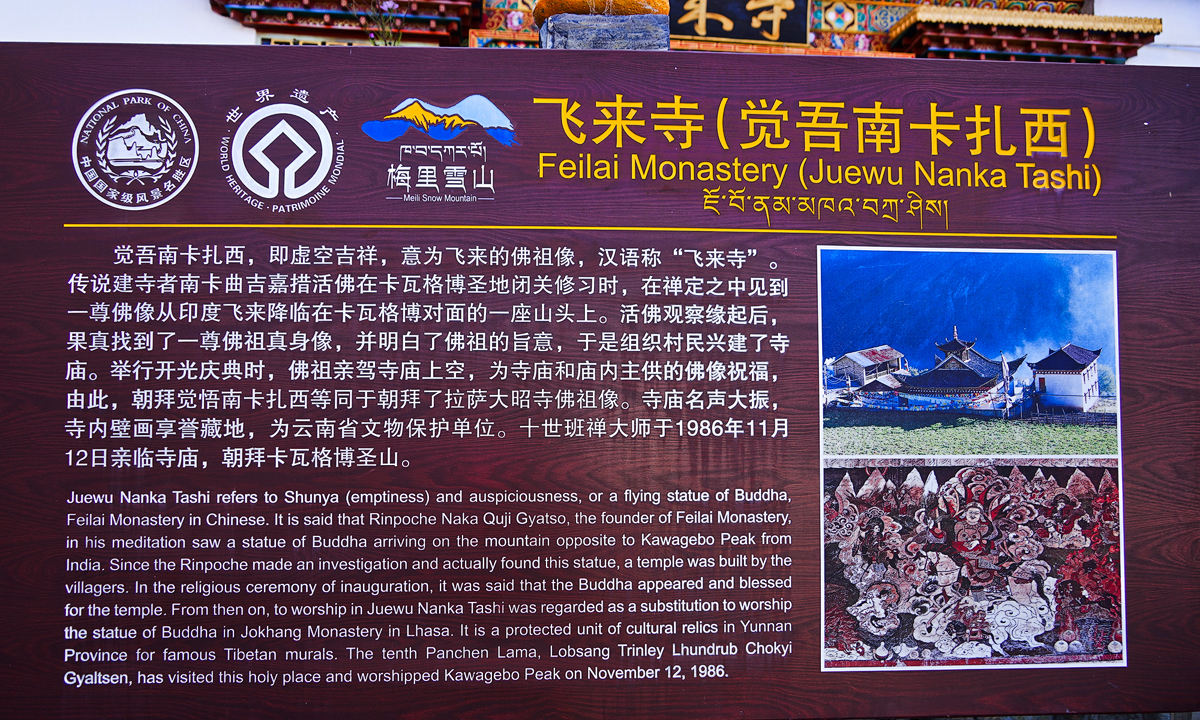 来寺
NATIONAL PARK OF CHINA
中国国家级风景名胜区
世界遗产
WORLD HERITAGE · PATRIMOINE MONDIAL
ཁ་བ་དཀར་པོ།
梅里雪山
Meili Snow Mountain
飞来寺(觉吾南卡扎西)
Feilai Monastery (Juewu Nanka Tashi)
ཇོ་བོ་ནམ་མཁའ་བཀྲ་ཤིས།
觉吾南卡扎西，即虚空吉祥，意为飞来的佛祖像，汉语称“飞来寺”。
传说建寺者南卡曲吉嘉措活佛在卡瓦格博圣地闭关修习时，在禅定之中见到
一尊佛像从印度飞来降临在卡瓦格博对面的一座山头上。活佛观察缘起后，
果真找到了一尊佛祖真身像，并明白了佛祖的旨意，于是组织村民兴建了寺
庙。举行开光庆典时，佛祖亲驾寺庙上空，为寺庙和庙内主供的佛像祝福，
由此，朝拜觉悟南卡扎西等同于朝拜了拉萨大昭寺佛祖像。寺庙名声大振，
寺内壁画享誉藏地，为云南省文物保护单位。十世班禅大师于1986年11月
12日亲临寺庙，朝拜卡瓦格博圣山。
Juewu Nanka Tashi refers to Shunya (emptiness) and auspiciousness, or a flying statue of Buddha,
Feilai Monastery in Chinese. It is said that Rinpoche Naka Quji Gyatso, the founder of Feilai Monastery,
in his meditation saw a statue of Buddha arriving on the mountain opposite to Kawagebo Peak from
India. Since the Rinpoche made an investigation and actually found this statue, a temple was built by the
villagers. In the religious ceremony of inauguration, it was said that the Buddha appeared and blessed
for the temple. From then on, to worship in Juewu Nanka Tashi was regarded as a substitution to worship
the statue of Buddha in Jokhang Monastery in Lhasa. It is a protected unit of cultural relics in Yunnan
Province for famous Tibetan murals. The tenth Panchen Lama, Lobsang Trinley Lhundrub Chokyi
Gyaltsen, has visited this holy place and worshipped Kawagebo Peak on November 12, 1986.